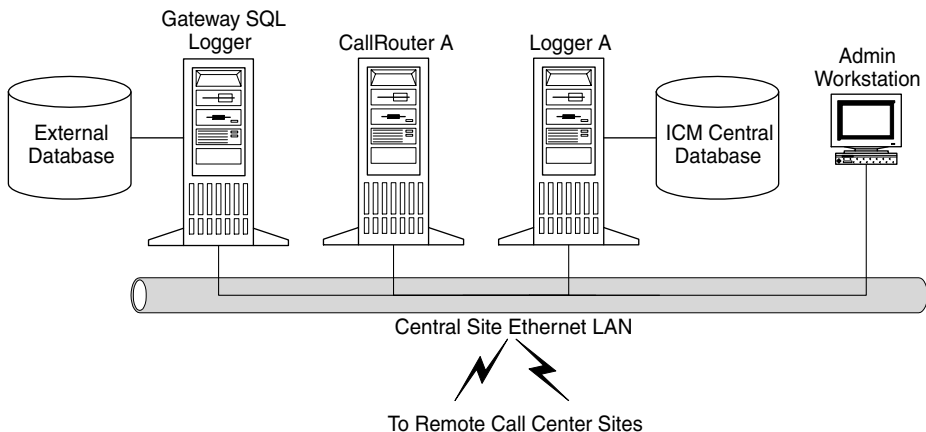 Gateway SQL
Logger
CallRouter A
Logger A
Admin
Workstation
External
Database
ICM Central
Database
Central Site Ethernet LAN
To Remote Call Center Sites